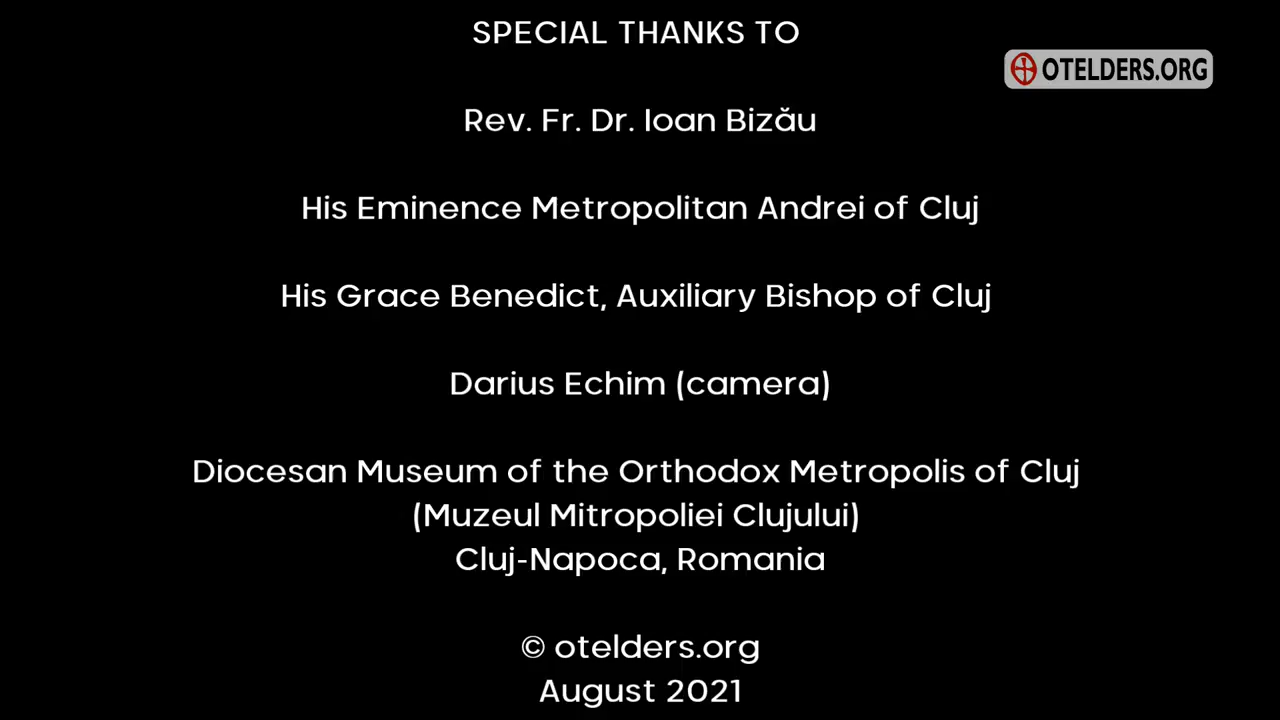 SPECIAL THANKS TO
OTELDERS.ORG
Rev. Fr. Dr. Ioan Bizău
His Eminence Metropolitan Andrei of Cluj
His Grace Benedict, Auxiliary Bishop of Cluj
Darius Echim (camera)
Diocesan Museum of the Orthodox Metropolis of Cluj
(Muzeul Mitropoliei Clujului)
Cluj-Napoca, Romania
© otelders.org
August 2021